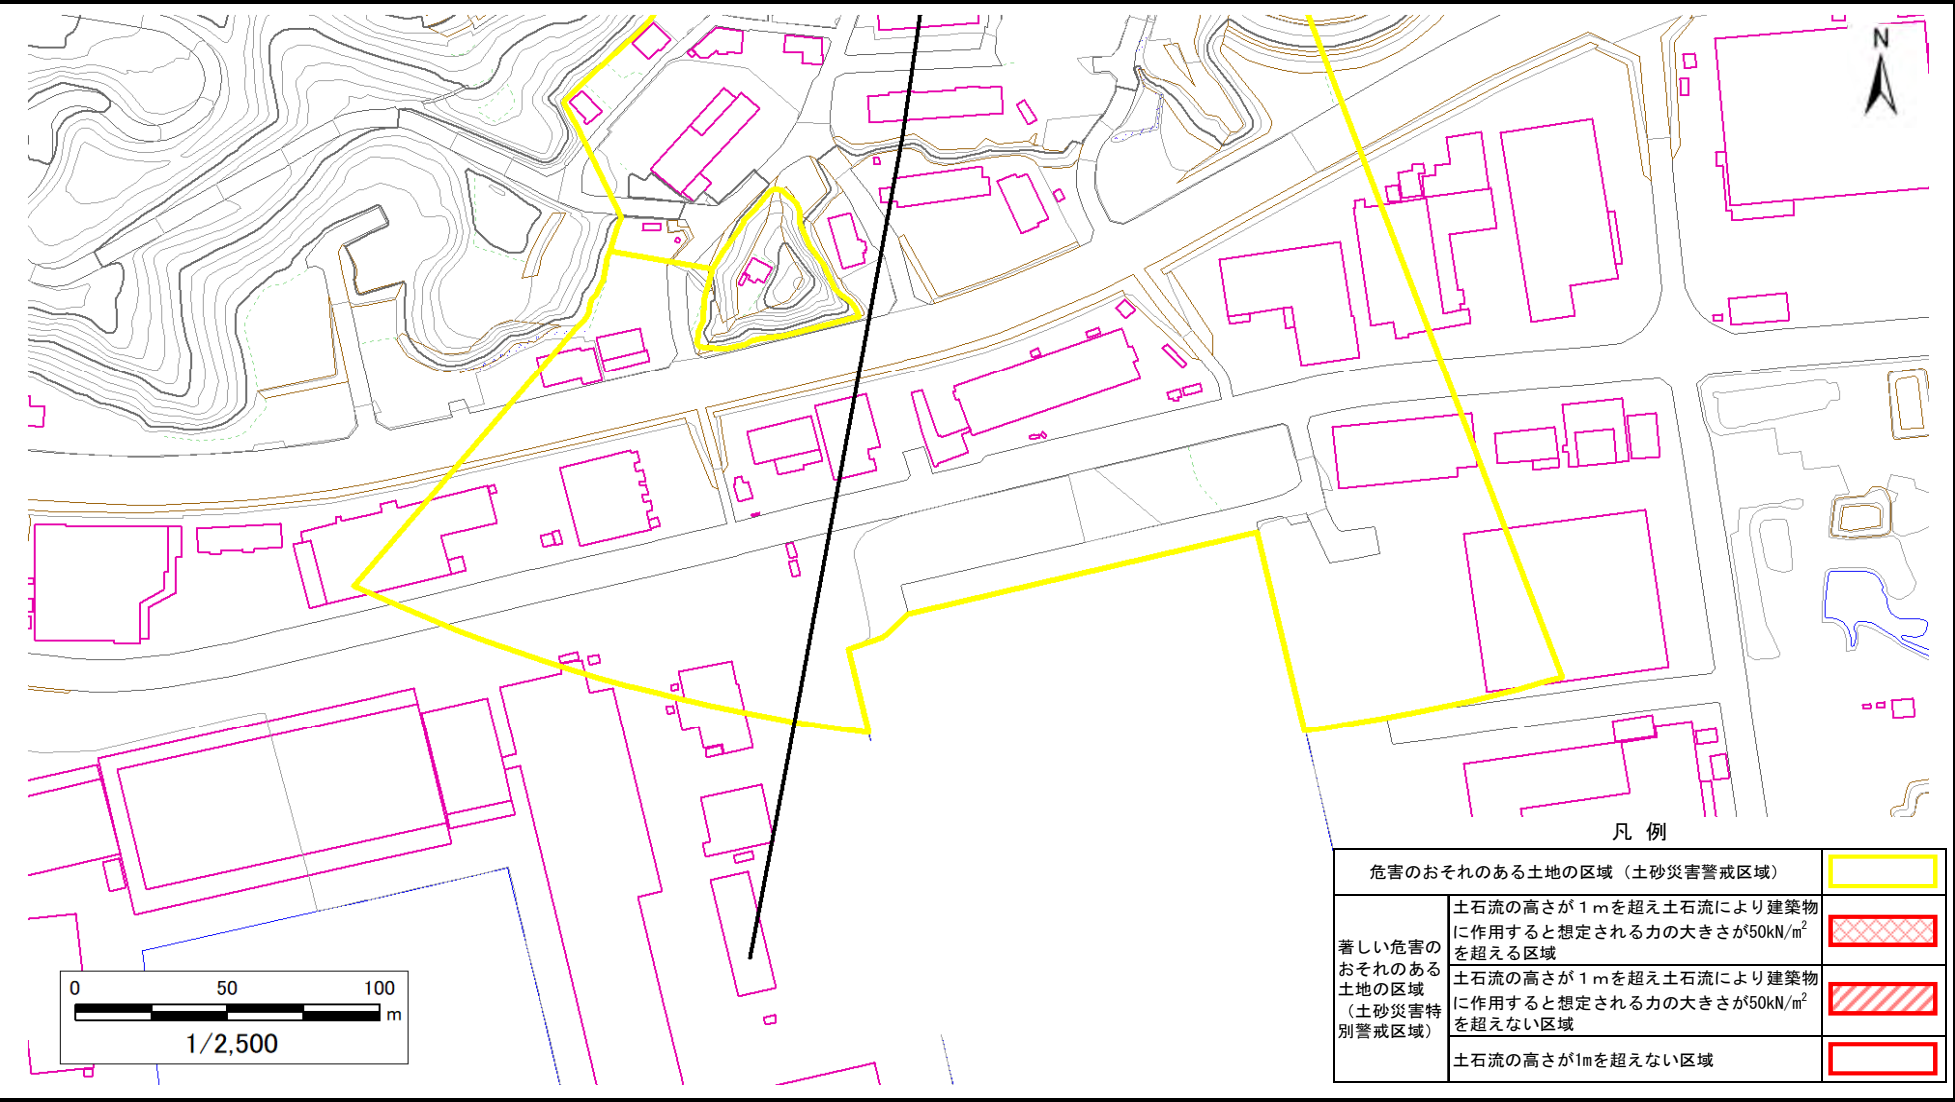 N
凡 例
危害のおそれのある土地の区域（土砂災害警戒区域）
著しい危害の
おそれのある
土地の区域
（土砂災害特
別警戒区域）
土石流の高さが１ｍを超え土石流により建築物
に作用すると想定される力の大きさが50kN/m²
を超える区域
土石流の高さが１ｍを超え土石流により建築物
に作用すると想定される力の大きさが50kN/m²
を超えない区域
土石流の高さが1mを超えない区域
0 50 100
m
1/2,500